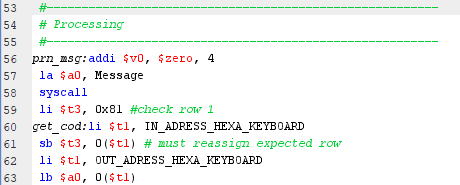 53 #-------------------------------------------------------
54 # Processing
55 #-------------------------------------------------------
56 prn_msg:addi $v0, $zero, 4
57 la $a0, Message
58 syscall
59 li $t3, 0x81 #check row 1
60 get_cod:li $t1, IN_ADRESS_HEXA_KEYBOARD
61 sb $t3, 0($t1) # must reassign expected row
62 li $t1, OUT_ADRESS_HEXA_KEYBOARD
63 lb $a0, 0($t1)